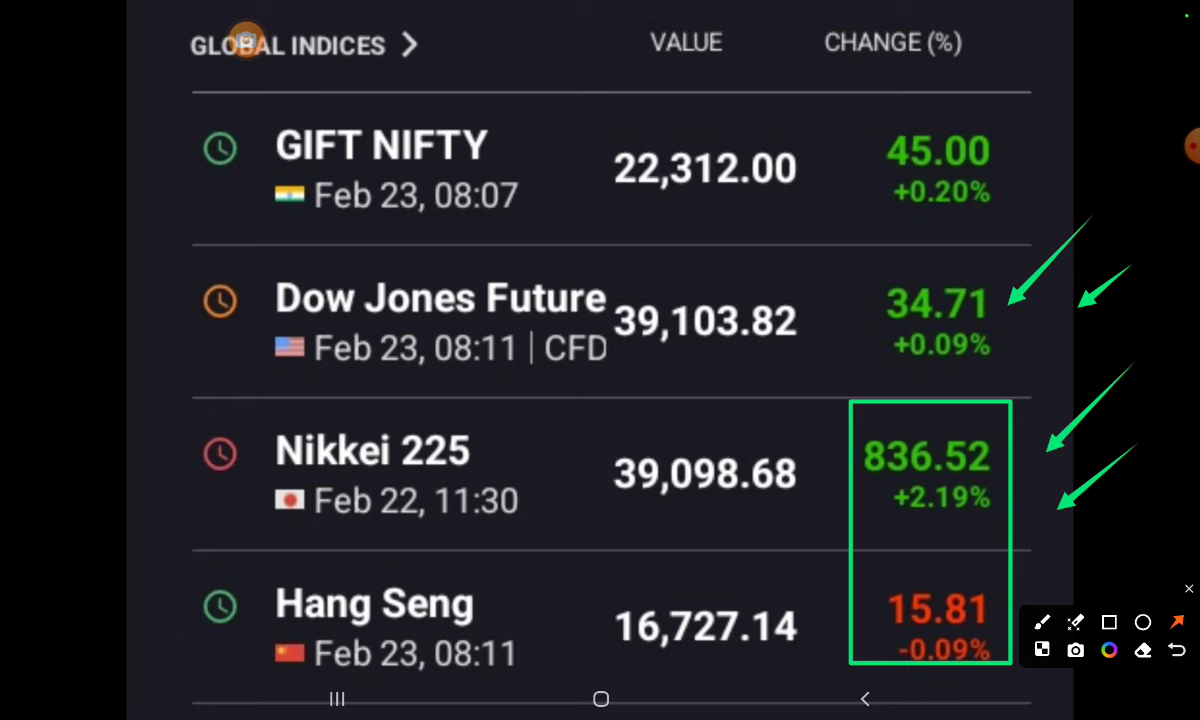 GLOBAL INDICES
VALUE
CHANGE (%)
GIFT NIFTY
22,312.00
45.00
Feb 23, 08:07
+0.20%
Dow Jones Future
39,103.82
34.71
Feb 23, 08:11 | CFD
+0.09%
Nikkei 225
39,098.68
836.52
Feb 22, 11:30
+2.19%
Hang Seng
16,727.14
15.81
Feb 23, 08:11
-0.09%